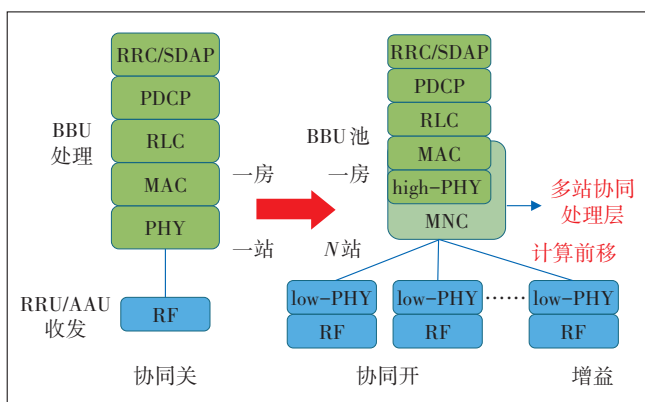 RRC/SDAP
PDCP
RLC
MAC
PHY
BBU
处理
一房
一站
RRU/AAU
收发
RF
协同关
RRC/SDAP
PDCP
RLC
MAC
high-PHY
MNC
BBU 池
一房
N站
多站协同
处理层
计算前移
low-PHY
RF
low-PHY
RF
……
low-PHY
RF
协同开
增益